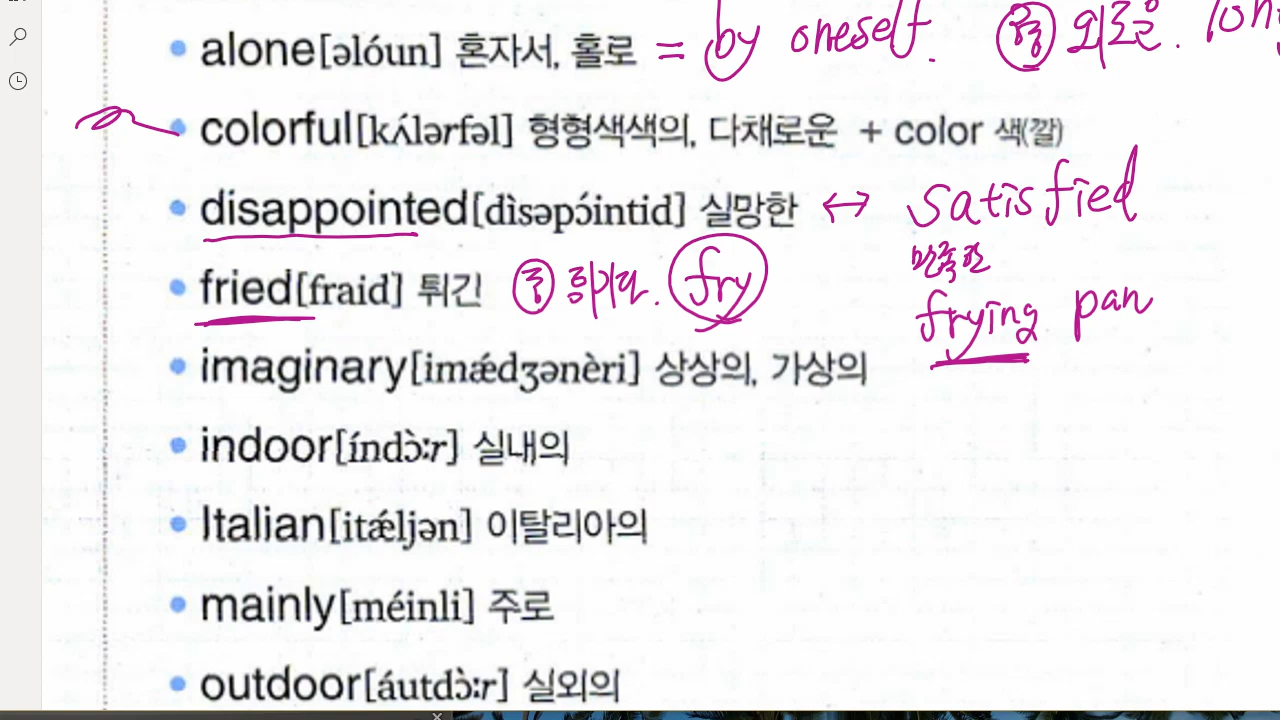 alone[əlóun] 혼자서, 홀로 = by oneself. 외로운.
colorful[kʌ́lərfəl] 형형색색의, 다채로운 + color 색(깔)
disappointed[dìsəpɔ́intid] 실망한 ↔ satisfied
만족한
fried[fraid] 튀긴 동 튀기다. fry frying pan
imaginary[imǽdʒənèri] 상상의, 가상의
indoor[índɔ̀ːr] 실내의
Italian[itǽljən] 이탈리아의
mainly[méinli] 주로
outdoor[áutdɔ̀ːr] 실외의